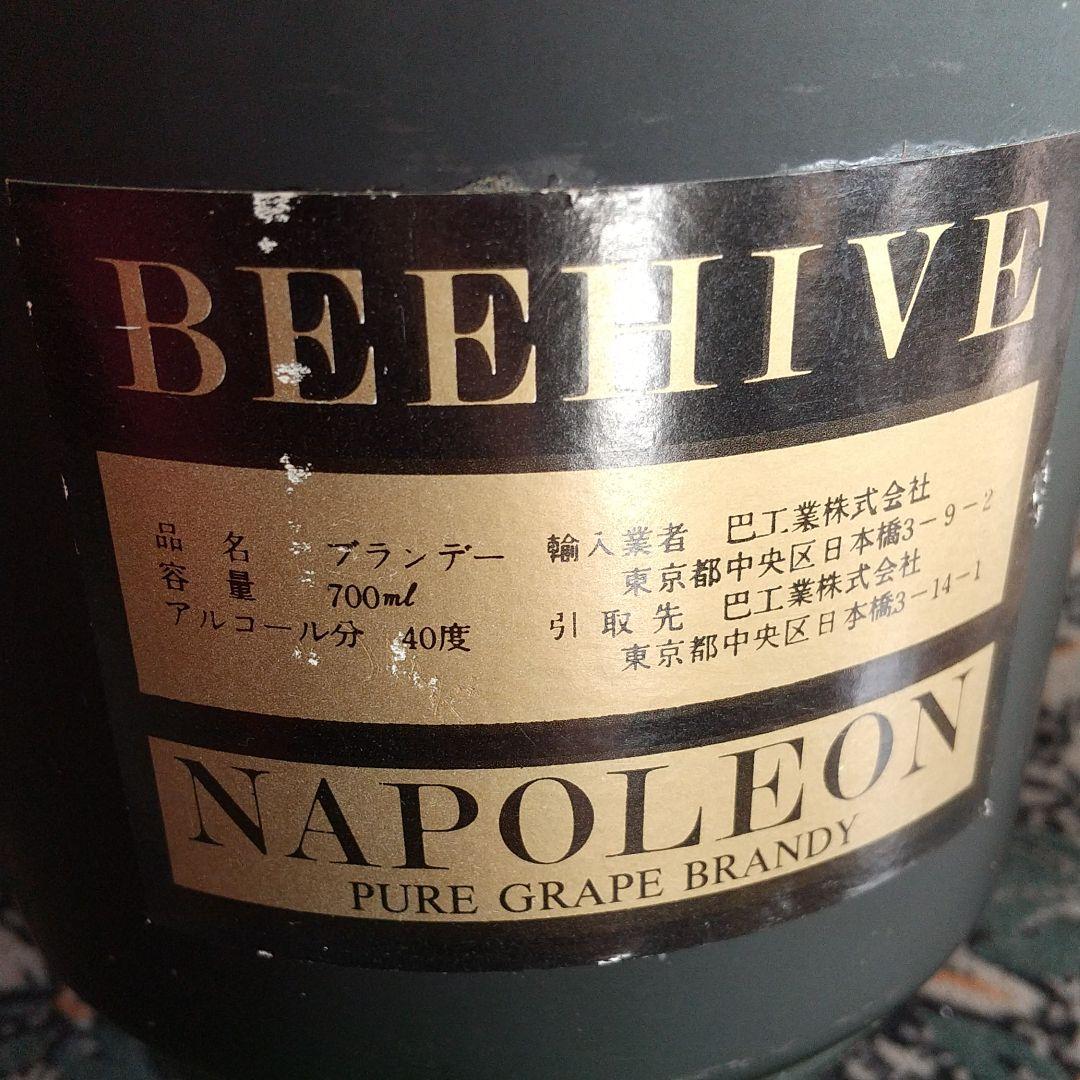 BEEHIVE
品名 ブランデー
容量 700ml
アルコール分 40度
輸入業者 巴工業株式会社
東京都中央区日本橋3-9-2
引取先 巴工業株式会社
東京都中央区日本橋3-14-1
NAPOLEON
PURE GRAPE BRANDY